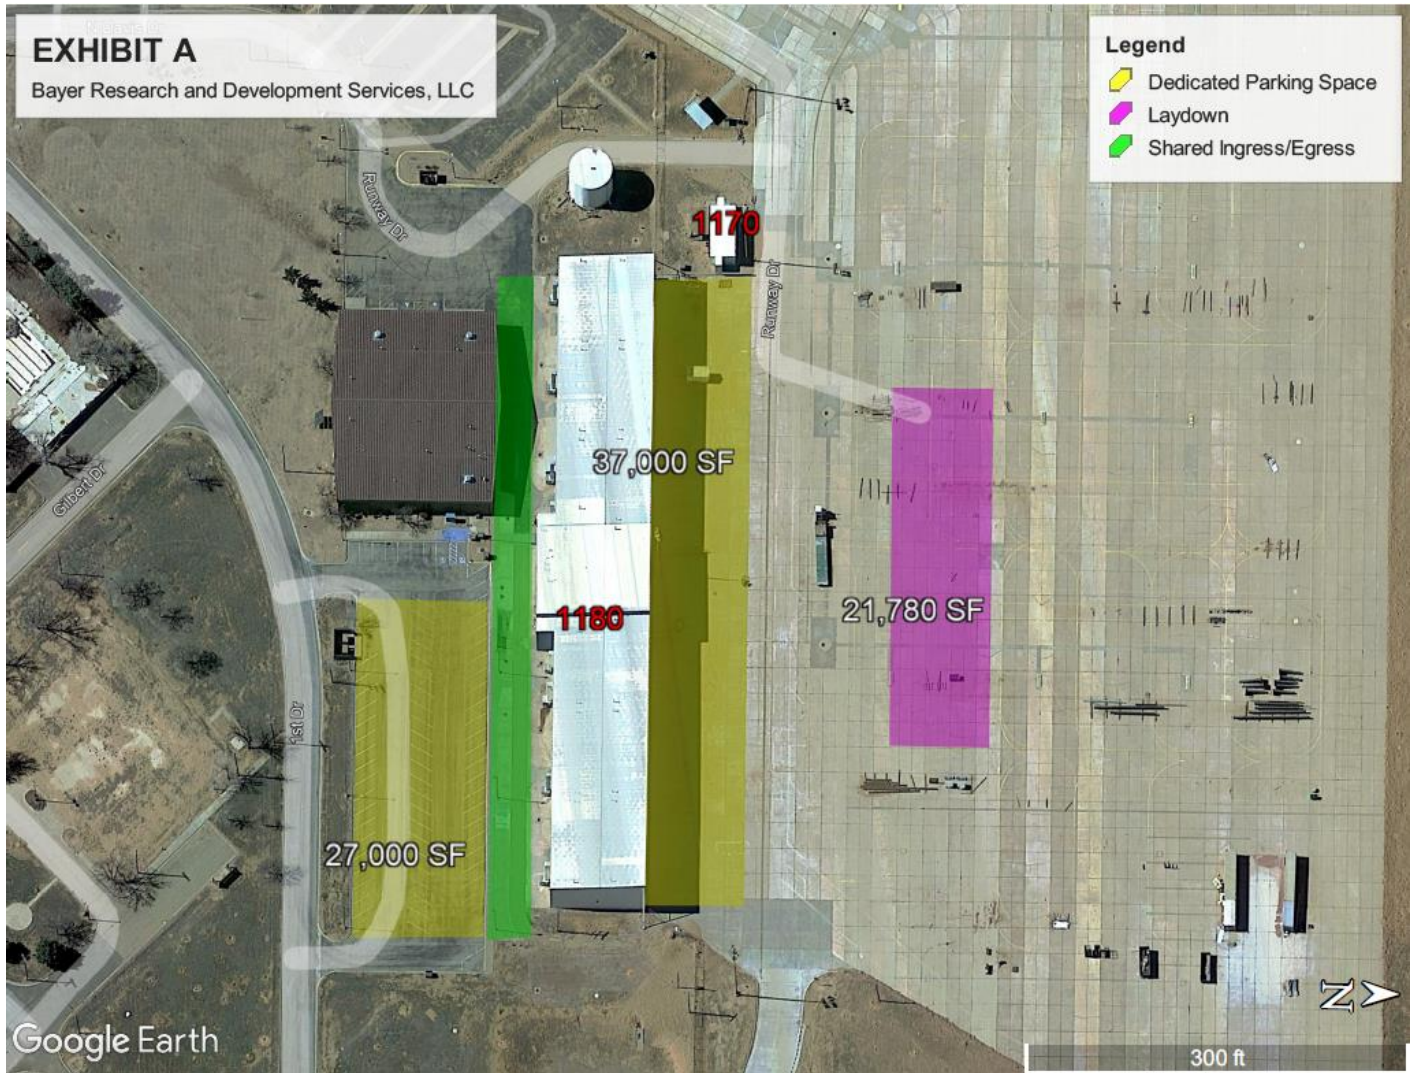 EXHIBIT A
Bayer Research and Development Services, LLC
Legend
Dedicated Parking Space
Laydown
Shared Ingress/Egress
Runway Dr
1170
Runway Dr
37,000 SF
Gilbert Dr
21,780 SF
1180
1st Dr
27,000 SF
N
Google Earth
300 ft